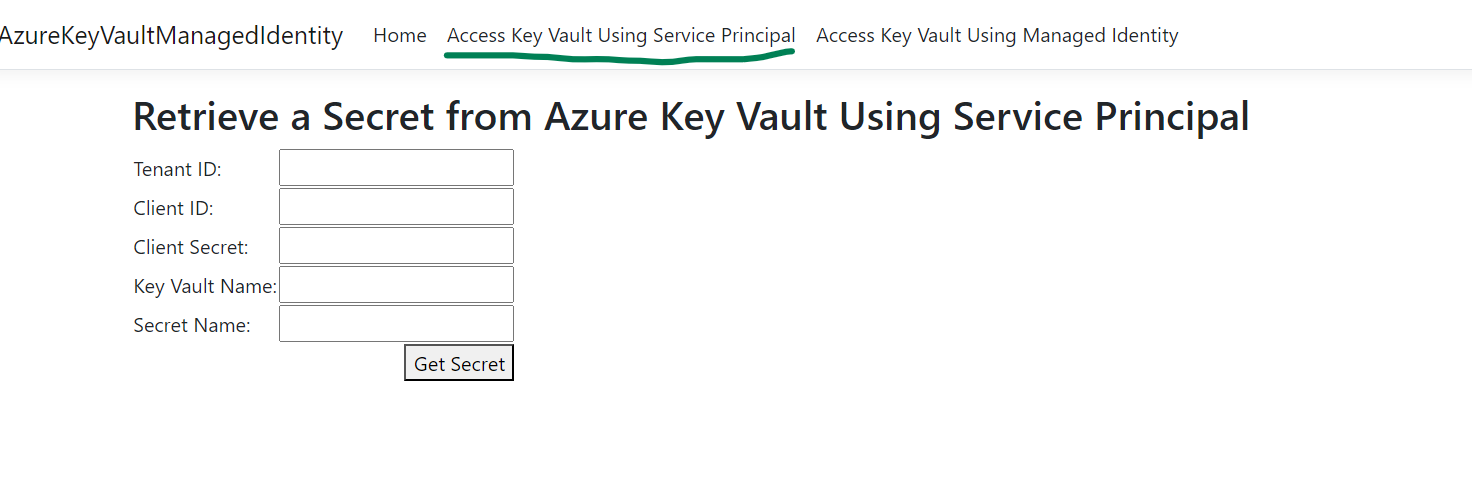 AzureKeyVaultManagedIdentity Home Access Key Vault Using Service Principal Access Key Vault Using Managed Identity
Retrieve a Secret from Azure Key Vault Using Service Principal
Tenant ID:
Client ID:
Client Secret:
Key Vault Name:
Secret Name:
Get Secret